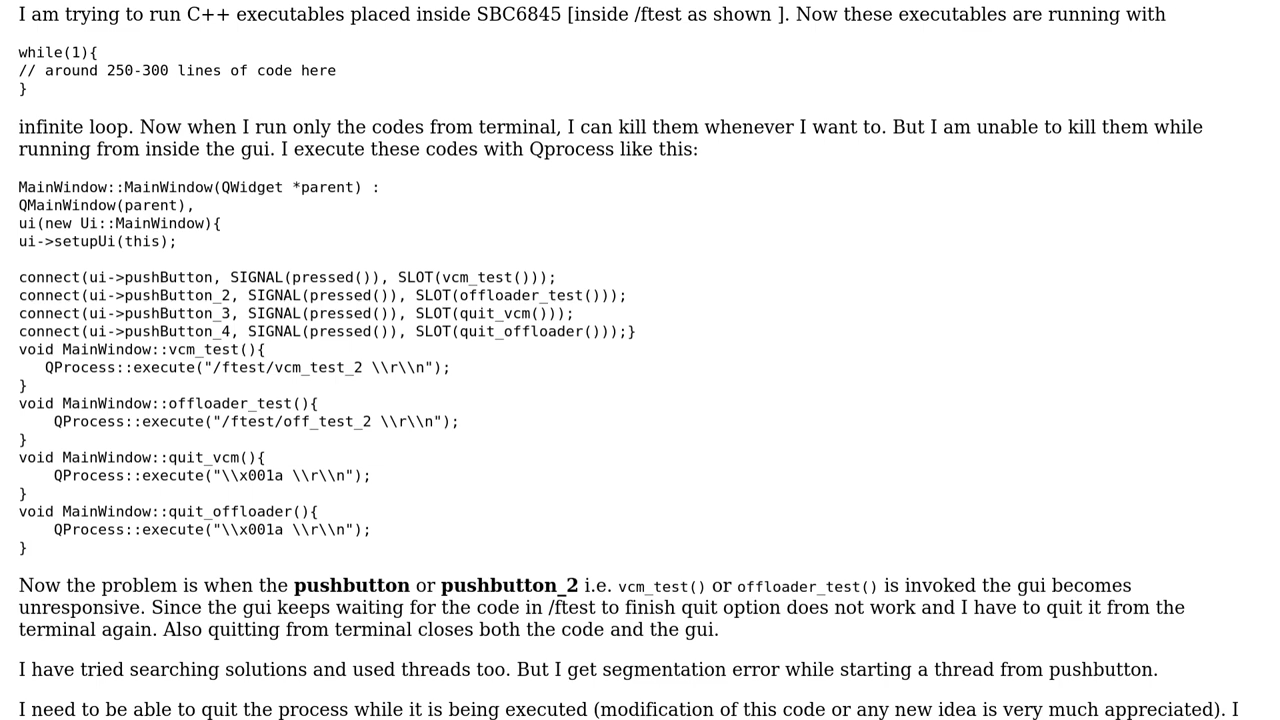 I am trying to run C++ executables placed inside SBC6845 [inside /ftest as shown ]. Now these executables are running with
while(1){
// around 250-300 lines of code here
}
infinite loop. Now when I run only the codes from terminal, I can kill them whenever I want to. But I am unable to kill them while
running from inside the gui. I execute these codes with Qprocess like this:
MainWindow::MainWindow(QWidget *parent) :
QMainWindow(parent),
ui(new Ui::MainWindow){
ui->setupUi(this);
connect(ui->pushButton, SIGNAL(pressed()), SLOT(vcm_test()));
connect(ui->pushButton_2, SIGNAL(pressed()), SLOT(offloader_test()));
connect(ui->pushButton_3, SIGNAL(pressed()), SLOT(quit_vcm()));
connect(ui->pushButton_4, SIGNAL(pressed()), SLOT(quit_offloader()));}
void MainWindow::vcm_test(){
   QProcess::execute("/ftest/vcm_test_2 \\r\\n");
}
void MainWindow::offloader_test(){
    QProcess::execute("/ftest/off_test_2 \\r\\n");
}
void MainWindow::quit_vcm(){
    QProcess::execute("\\x001a \\r\\n");
}
void MainWindow::quit_offloader(){
    QProcess::execute("\\x001a \\r\\n");
}
Now the problem is when the pushbutton or pushbutton_2 i.e. vcm_test() or offloader_test() is invoked the gui becomes
unresponsive. Since the gui keeps waiting for the code in /ftest to finish quit option does not work and I have to quit it from the
terminal again. Also quitting from terminal closes both the code and the gui.
I have tried searching solutions and used threads too. But I get segmentation error while starting a thread from pushbutton.
I need to be able to quit the process while it is being executed (modification of this code or any new idea is very much appreciated). I